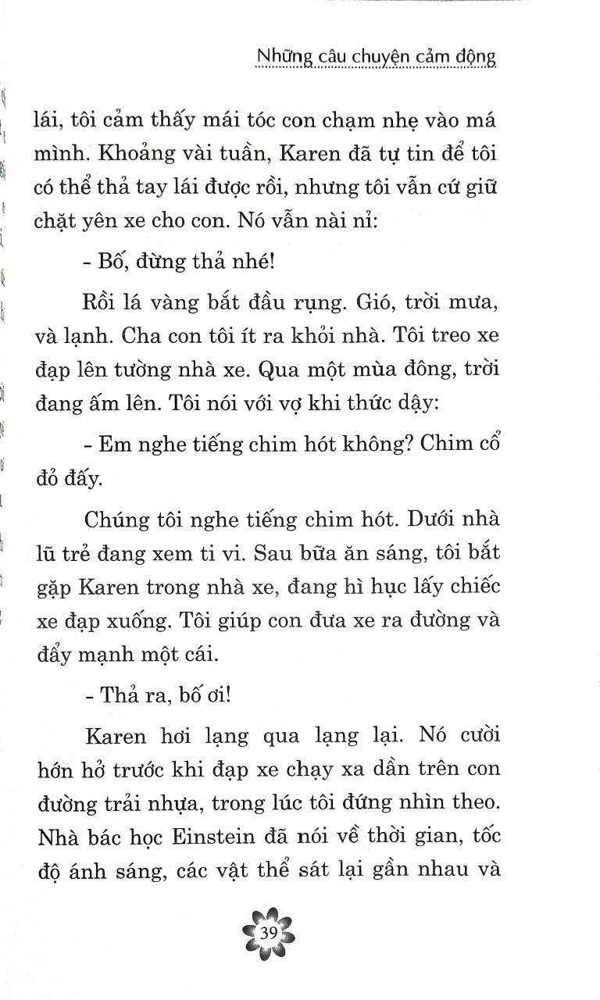 Những câu chuyện cảm động
lái, tôi cảm thấy mái tóc con chạm nhẹ vào má
mình. Khoảng vài tuần, Karen đã tự tin để tôi
có thể thả tay lái được rồi, nhưng tôi vẫn cứ giữ
chặt yên xe cho con. Nó vẫn nài nỉ:
- Bố, đừng thả nhé!
Rồi lá vàng bắt đầu rụng. Gió, trời mưa,
và lạnh. Cha con tôi ít ra khỏi nhà. Tôi treo xe
đạp lên tường nhà xe. Qua một mùa đông, trời
đang ấm lên. Tôi nói với vợ khi thức dậy:
- Em nghe tiếng chim hót không? Chim cổ
đỏ đấy.
Chúng tôi nghe tiếng chim hót. Dưới nhà
lũ trẻ đang xem ti vi. Sau bữa ăn sáng, tôi bắt
gặp Karen trong nhà xe, đang hì hục lấy chiếc
xe đạp xuống. Tôi giúp con đưa xe ra đường và
đẩy mạnh một cái.
- Thả ra, bố ơi!
Karen hơi lạng qua lạng lại. Nó cười
hớn hở trước khi đạp xe chạy xa dần trên con
đường trải nhựa, trong lúc tôi đứng nhìn theo.
Nhà bác học Einstein đã nói về thời gian, tốc
độ ánh sáng, các vật thể sát lại gần nhau và
39